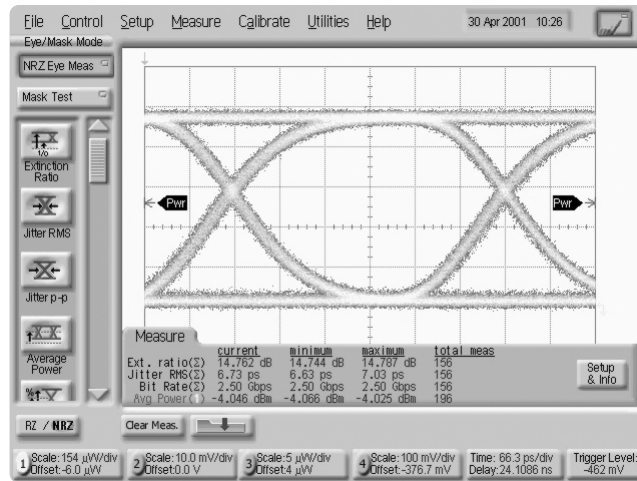 File Control Setup Measure Calibrate Utilities Help 30 Apr 2001 10:26
Eye/Mask Mode
NRZ Eye Meas
Mask Test
1/0
Extinction
Ratio
Jitter RMS
Jitter p-p
Average
Power
RZ / NRZ
Pwr Pwr
Measure
current minimum maximum total meas
Ext. ratio(Σ) 14.762 dB 14.744 dB 14.787 dB 156
Jitter RMS(Σ) 6.73 ps 6.63 ps 7.03 ps 156
Bit Rate(Σ) 2.50 Gbps 2.50 Gbps 2.50 Gbps 156
Avg Power(1) -4.046 dBm -4.066 dBm -4.025 dBm 196
Setup
& Info
Clear Meas.
1 Scale:154 µW/div
Offset:-6.0 µW
2 Scale:10.0 mV/div
Offset:0.0 V
3 Scale:5 µW/div
Offset:4 µW
4 Scale:100 mV/div
Offset:-376.7 mV
Time: 66.3 ps/div
Delay:24.1086 ns
Trigger Level:
-462 mV